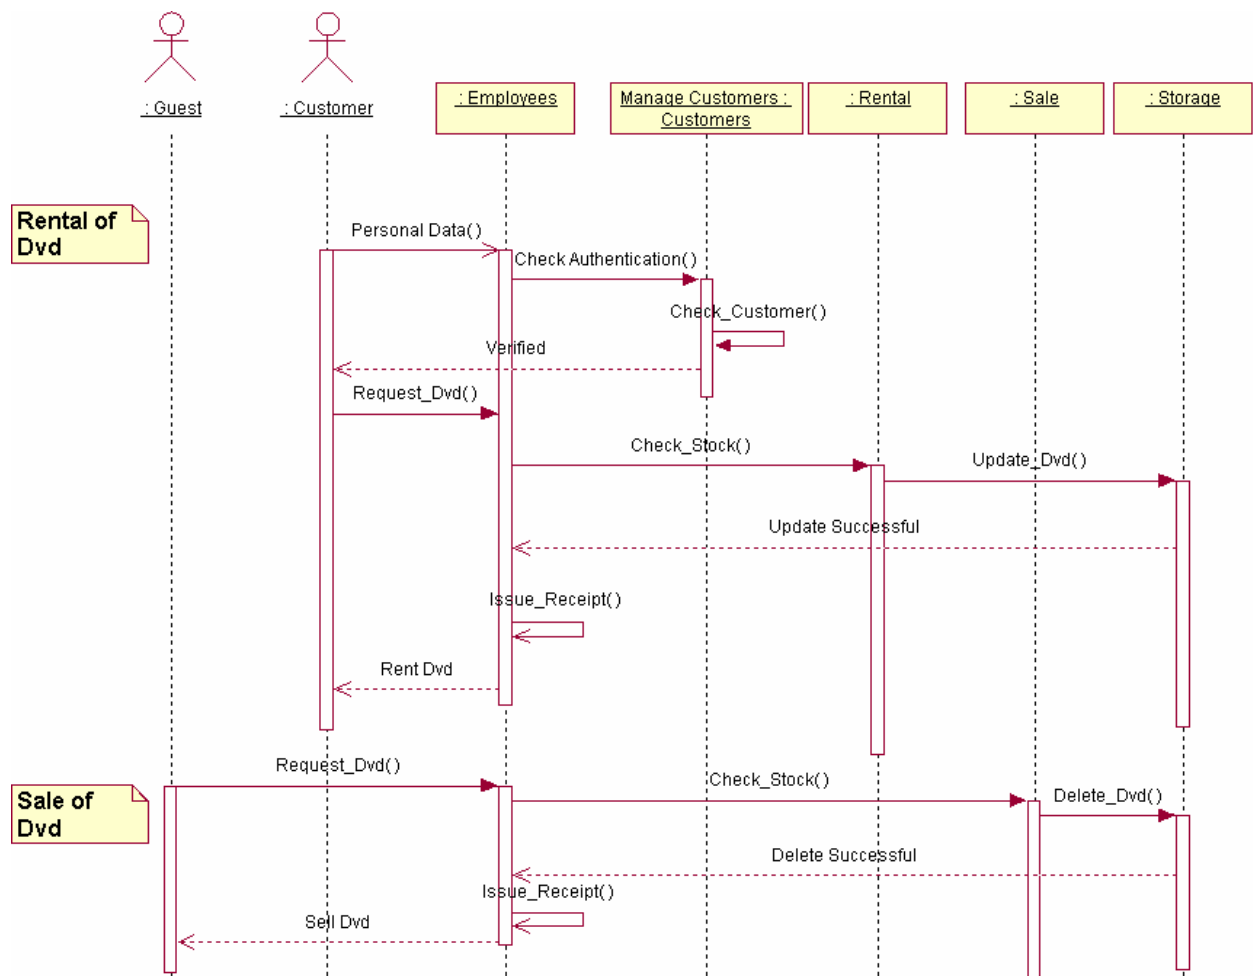 : Guest
: Customer
: Employees
Manage Customers :
Customers
: Rental
: Sale
: Storage
Rental of
Dvd
Personal Data()
Check Authentication()
Check_Customer()
Verified
Request_Dvd()
Check_Stock()
Update_Dvd()
Update Successful
Issue_Receipt()
Rent Dvd
Request_Dvd()
Sale of
Dvd
Check_Stock()
Delete_Dvd()
Delete Successful
Issue_Receipt()
Sell Dvd